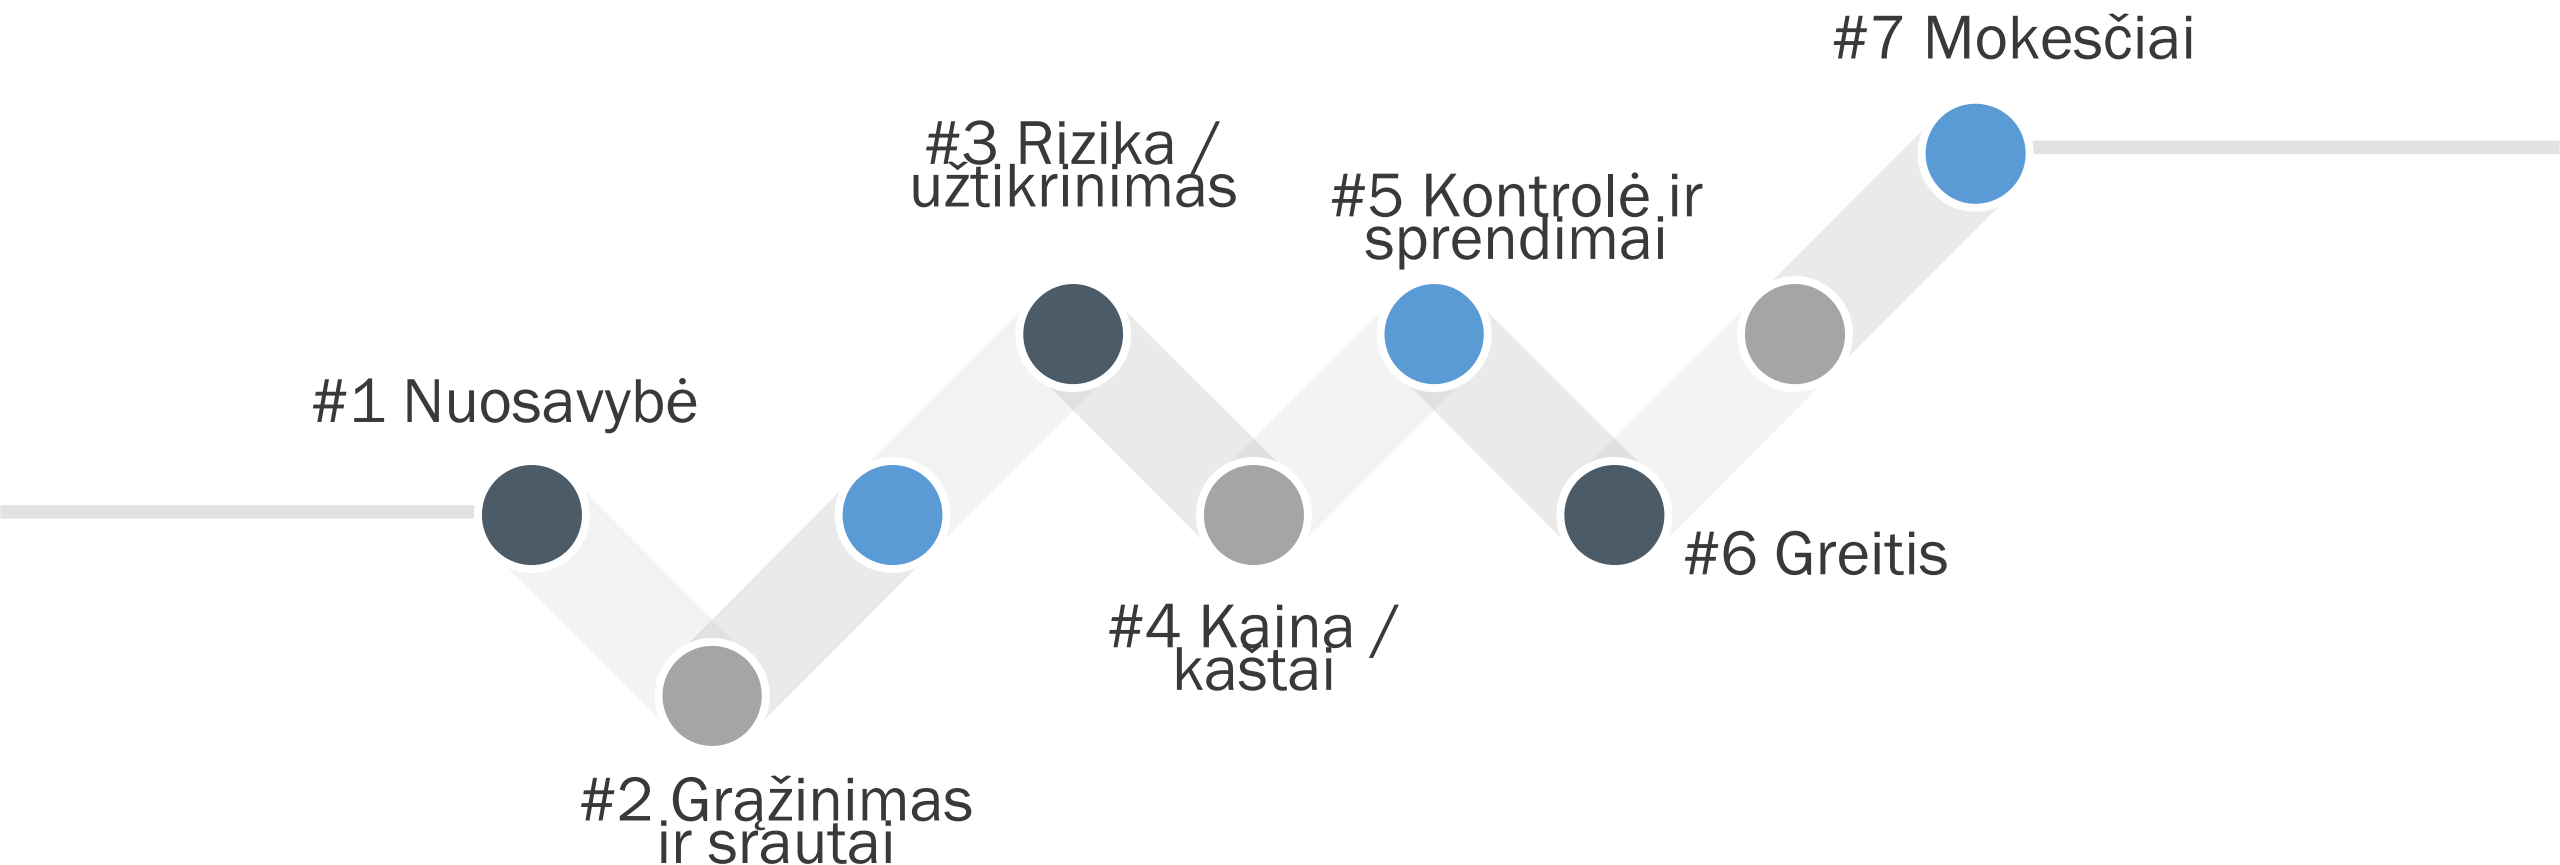 #1 Nuosavybė
#2 Grąžinimas
ir srautai
#3 Rizika /
užtikrinimas
#4 Kaina /
kaštai
#5 Kontrolė ir
sprendimai
#6 Greitis
#7 Mokesčiai